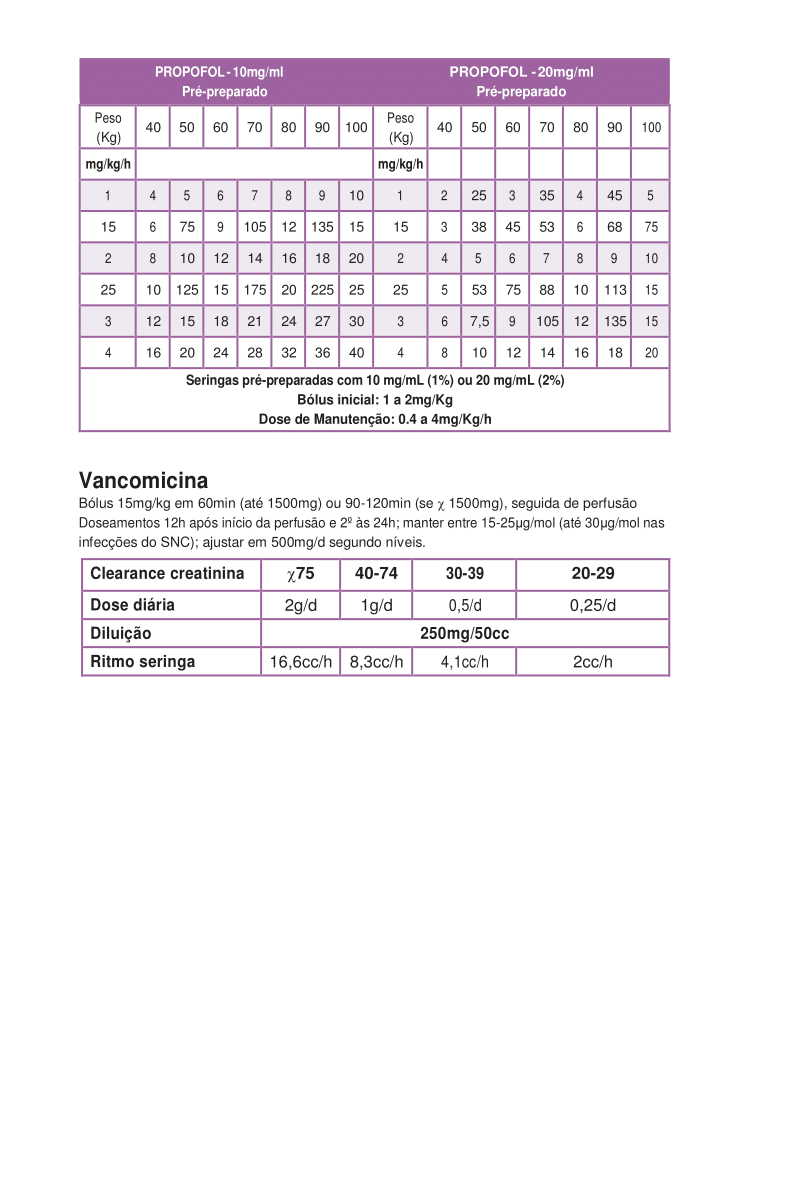 PROPOFOL - 10mg/ml PROPOFOL - 20mg/ml
Pré-preparado Pré-preparado
Peso (Kg) 40 50 60 70 80 90 100 Peso (Kg) 40 50 60 70 80 90 100
mg/kg/h mg/kg/h
1 4 5 6 7 8 9 10 1 2 25 3 35 4 45 5
15 6 75 9 105 12 135 15 15 3 38 45 53 6 68 75
2 8 10 12 14 16 18 20 2 4 5 6 7 8 9 10
25 10 125 15 175 20 225 25 25 5 53 75 88 10 113 15
3 12 15 18 21 24 27 30 3 6 7,5 9 105 12 135 15
4 16 20 24 28 32 36 40 4 8 10 12 14 16 18 20
Seringas pré-preparadas com 10 mg/mL (1%) ou 20 mg/mL (2%)
Bólus inicial: 1 a 2mg/Kg
Dose de Manutenção: 0.4 a 4mg/Kg/h
Vancomicina
Bólus 15mg/kg em 60min (até 1500mg) ou 90-120min (se χ 1500mg), seguida de perfusão
Doseamentos 12h após início da perfusão e 2º às 24h; manter entre 15-25µg/mol (até 30µg/mol nas
infecções do SNC); ajustar em 500mg/d segundo níveis.
Clearance creatinina χ75 40-74 30-39 20-29
Dose diária 2g/d 1g/d 0,5/d 0,25/d
Diluição 250mg/50cc
Ritmo seringa 16,6cc/h 8,3cc/h 4,1cc/h 2cc/h